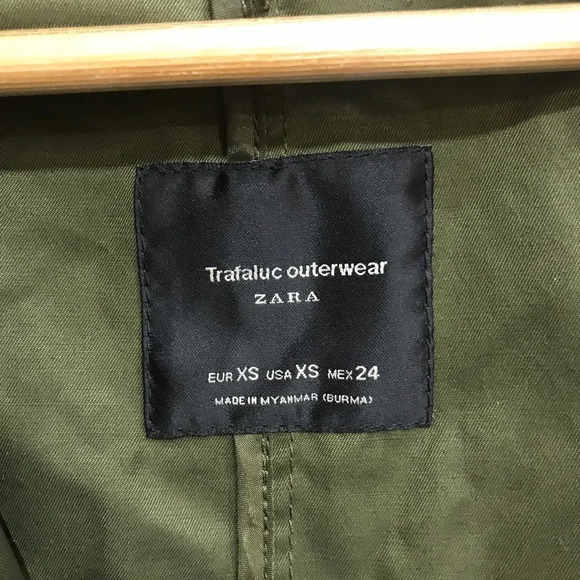 Trafaluc outerwear
ZARA
EUR XS USA XS MEX 24
MADE IN MYANMAR (BURMA)